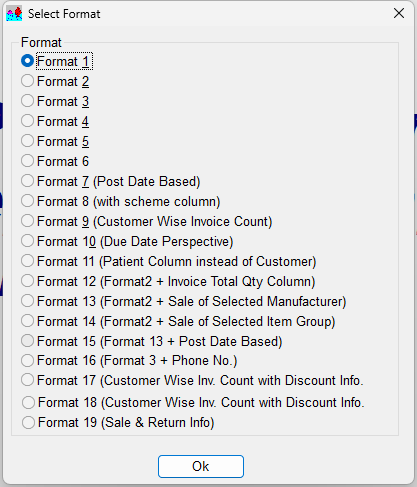 Select Format
Format
Format 1
Format 2
Format 3
Format 4
Format 5
Format 6
Format 7 (Post Date Based)
Format 8 (with scheme column)
Format 9 (Customer Wise Invoice Count)
Format 10 (Due Date Perspective)
Format 11 (Patient Column instead of Customer)
Format 12 (Format2 + Invoice Total Qty Column)
Format 13 (Format2 + Sale of Selected Manufacturer)
Format 14 (Format2 + Sale of Selected Item Group)
Format 15 (Format 13 + Post Date Based)
Format 16 (Format 3 + Phone No.)
Format 17 (Customer Wise Inv. Count with Discount Info.
Format 18 (Customer Wise Inv. Count with Discount Info.
Format 19 (Sale & Return Info)
Ok